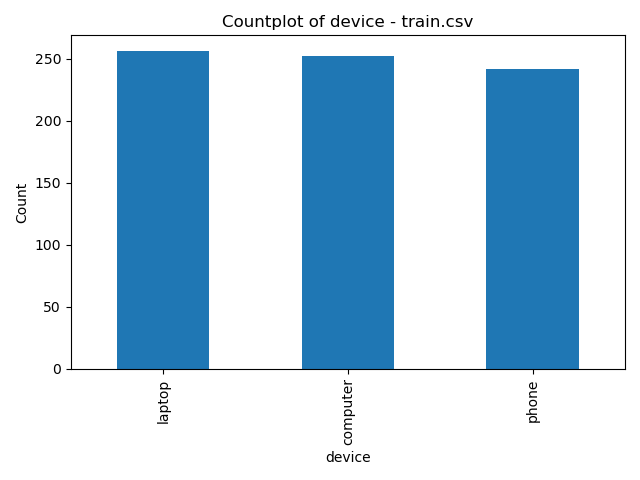 Countplot of device - train.csv
Count
250
200
150
100
50
0
laptop
computer
phone
device